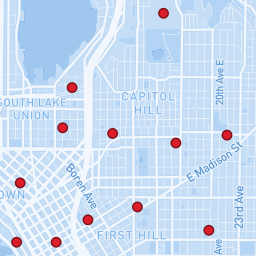 20th Ave E
CAPITOL
HILL
SOUTH LAKE
UNION
E Madison St
Boren Ave
OWN
23rd Ave
FIRST HILL
Ave